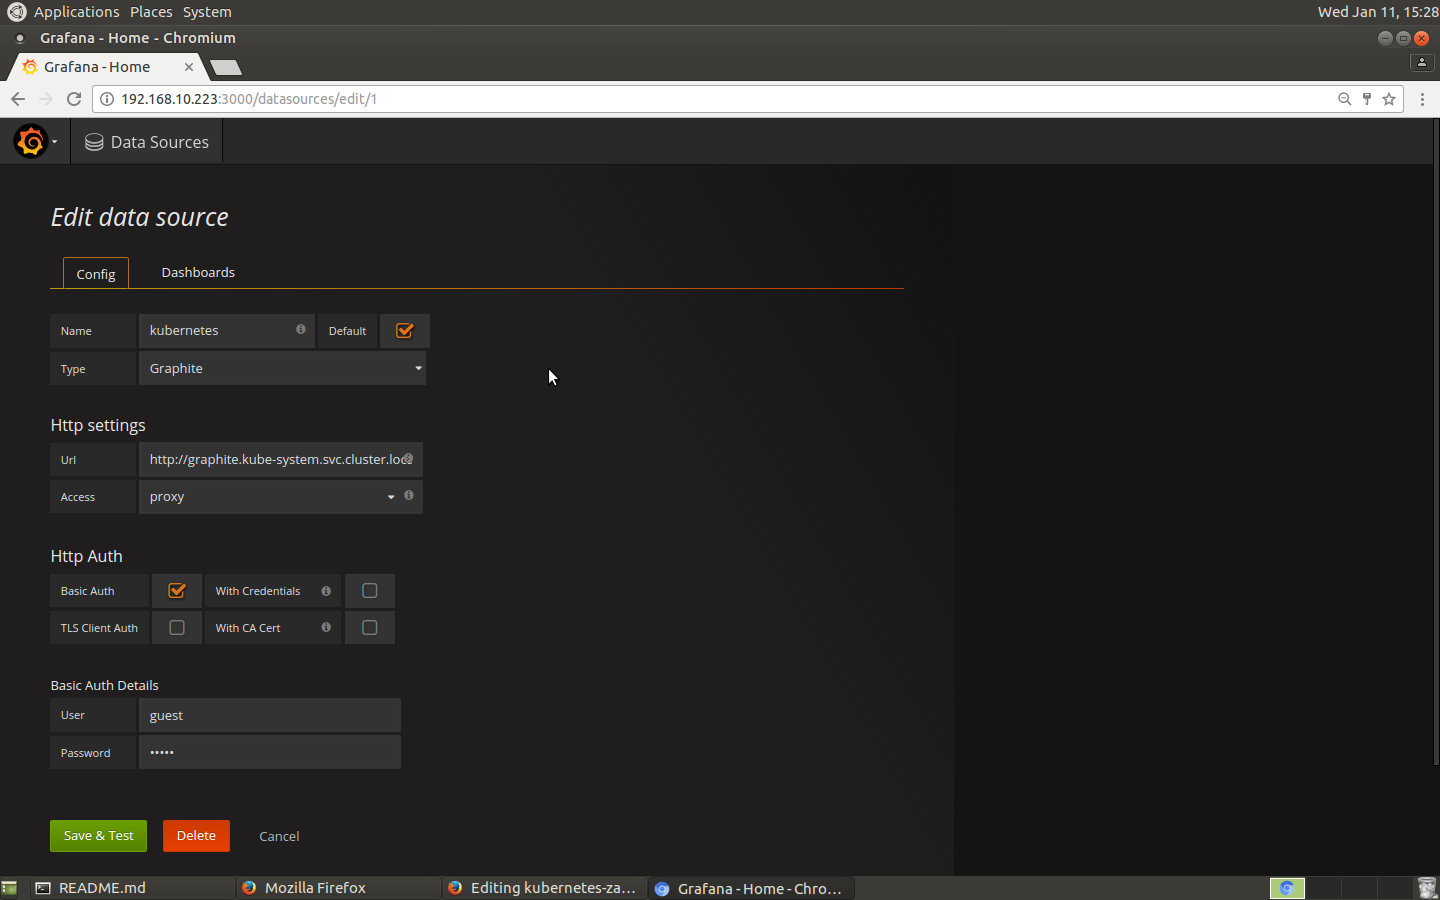 Applications Places System Wed Jan 11, 15:28
Grafana - Home - Chromium
Grafana - Home
192.168.10.223:3000/datasources/edit/1
Data Sources
Edit data source
Config Dashboards
Name kubernetes Default
Type Graphite
Http settings
Url http://graphite.kube-system.svc.cluster.loc
Access proxy
Http Auth
Basic Auth With Credentials
TLS Client Auth With CA Cert
Basic Auth Details
User guest
Password •••••
Save & Test Delete Cancel
README.md Mozilla Firefox Editing kubernetes-za... Grafana - Home - Chro...